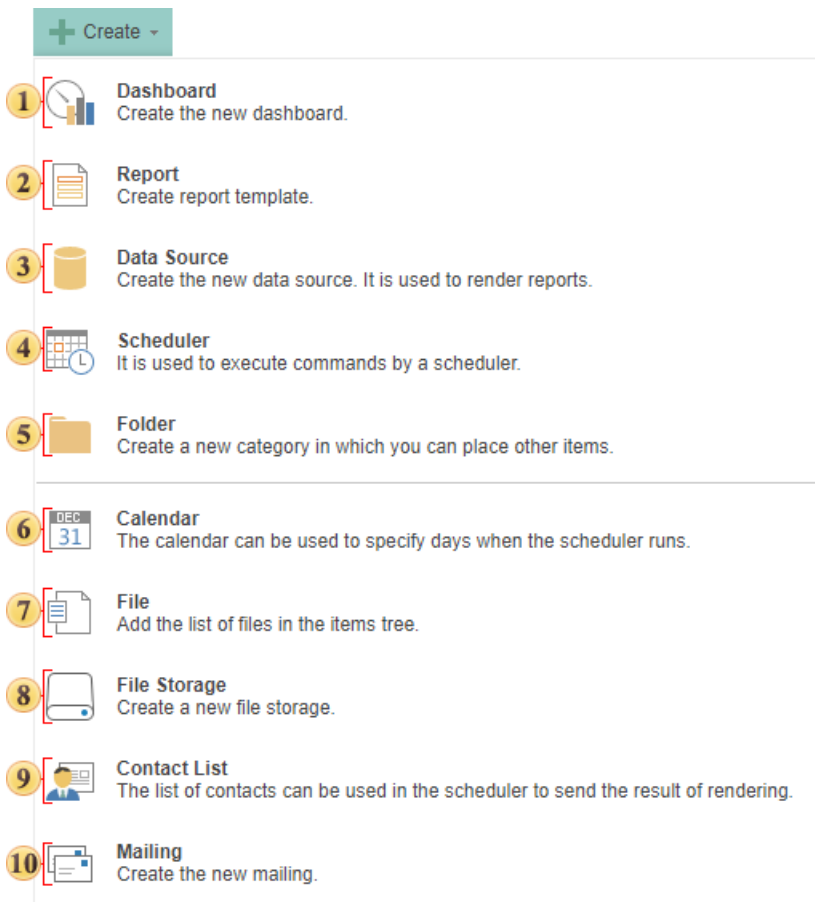 Create
1
Dashboard
Create the new dashboard.
2
Report
Create report template.
3
Data Source
Create the new data source. It is used to render reports.
4
Scheduler
It is used to execute commands by a scheduler.
5
Folder
Create a new category in which you can place other items.
6
DEC
31
Calendar
The calendar can be used to specify days when the scheduler runs.
7
File
Add the list of files in the items tree.
8
File Storage
Create a new file storage.
9
Contact List
The list of contacts can be used in the scheduler to send the result of rendering.
10
Mailing
Create the new mailing.